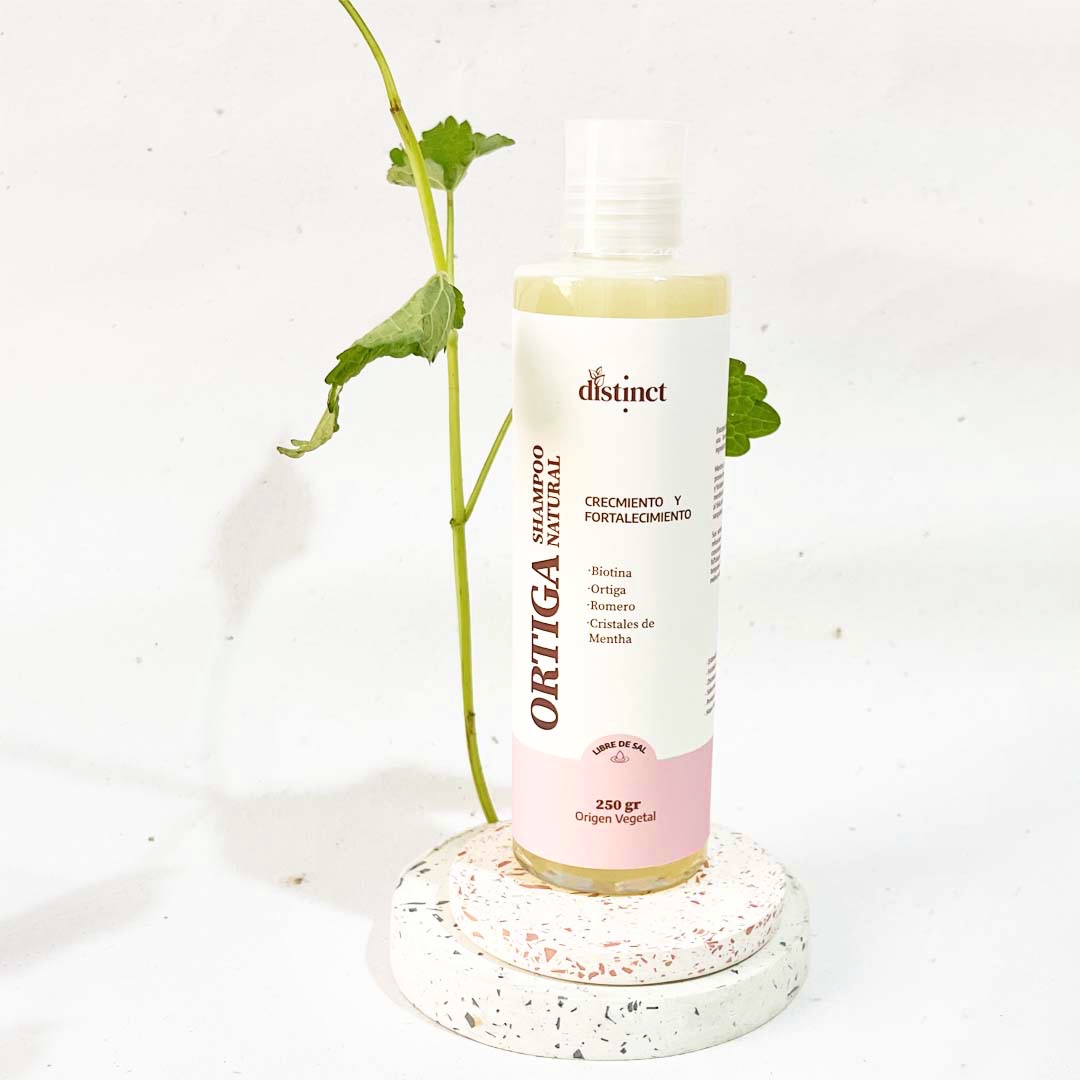 distinct
ORTIGA
SHAMPOO
NATURAL
CRECMIENTO Y
FORTALECIMIENTO
·Biotina
·Ortiga
·Romero
·Cristales de
Mentha
LIBRE DE SAL
250 gr
Origen Vegetal